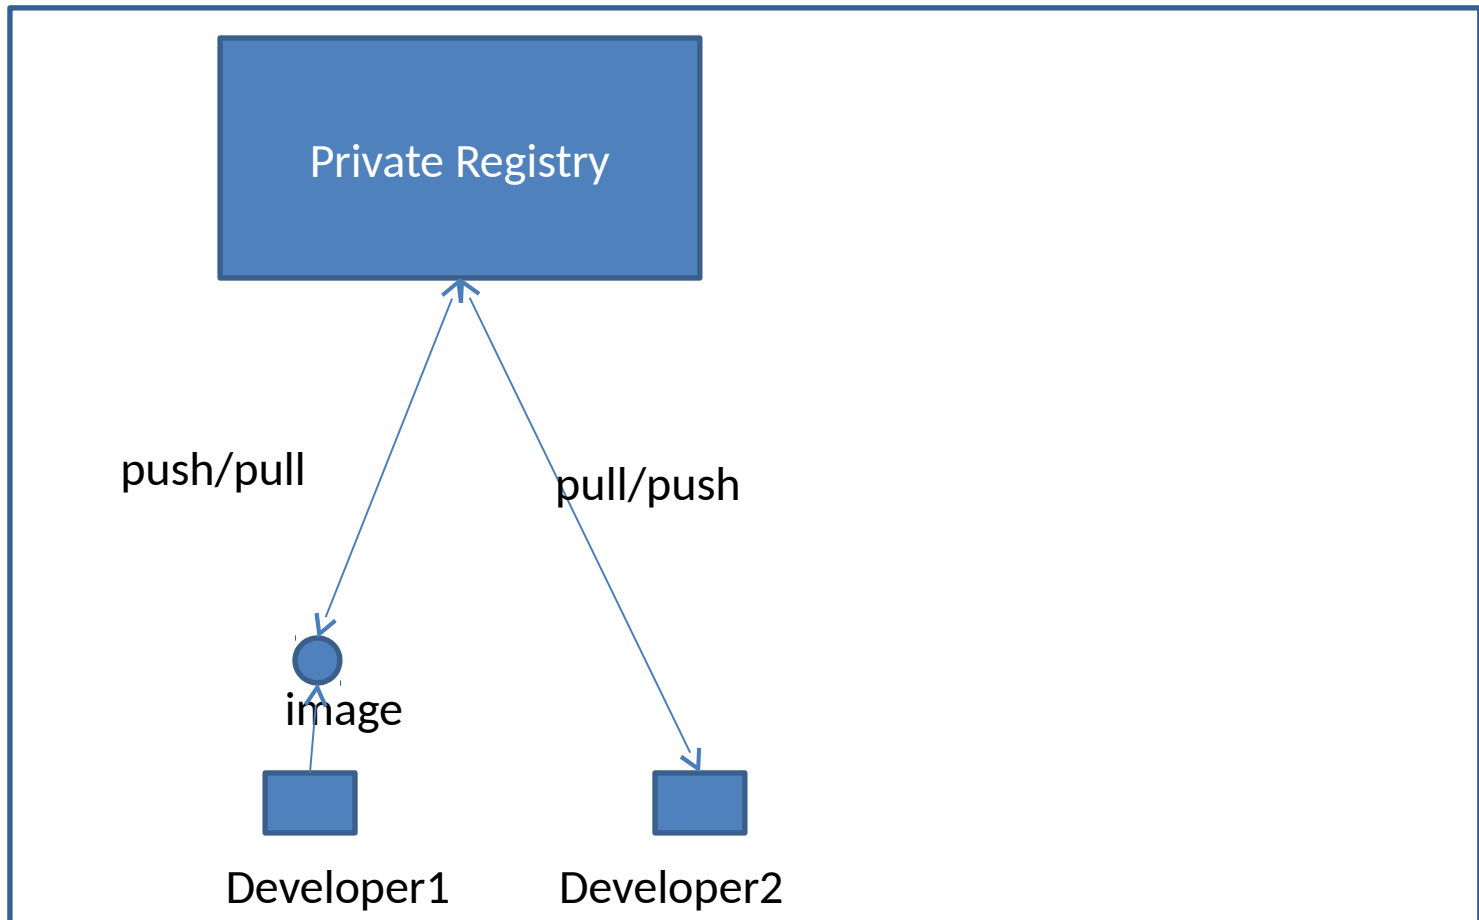 Private Registry
push/pull
pull/push
image
Developer1
Developer2